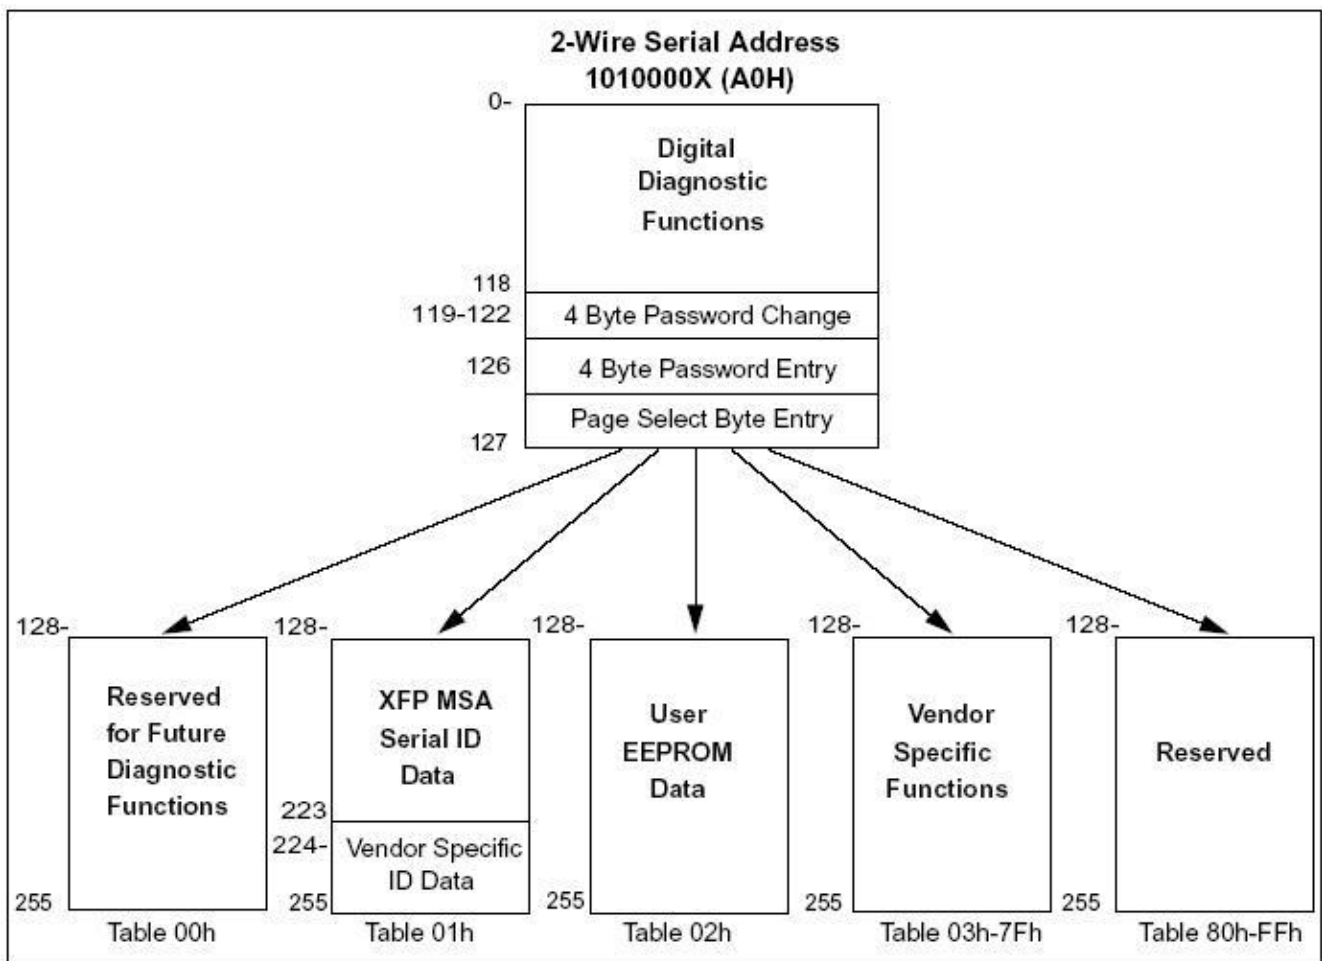 2-Wire Serial Address
1010000X (A0H)
0-
Digital
Diagnostic
Functions
118
119-122
4 Byte Password Change
126
4 Byte Password Entry
Page Select Byte Entry
127
128-
Reserved
for Future
Diagnostic
Functions
255
Table 00h
128-
XFP MSA
Serial ID
Data
223
224-
Vendor Specific
ID Data
255
Table 01h
128-
User
EEPROM
Data
255
Table 02h
128-
Vendor
Specific
Functions
255
Table 03h-7Fh
128-
Reserved
255
Table 80h-FFh